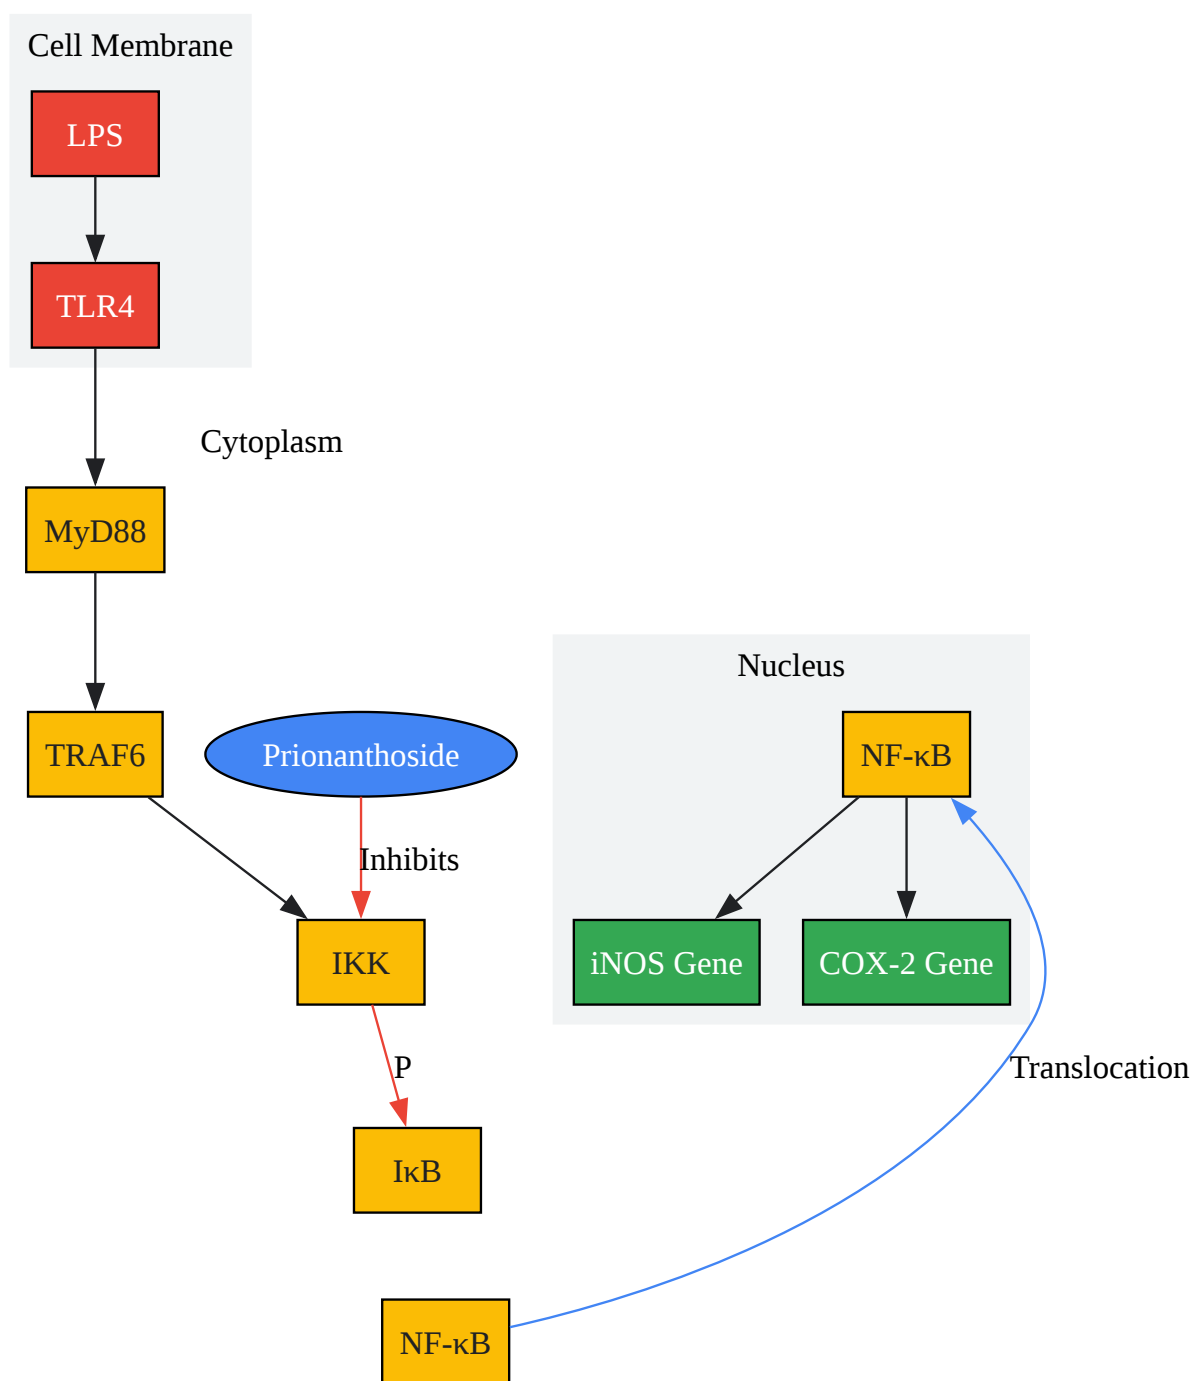 Cell Membrane
LPS
TLR4
Cytoplasm
MyD88
Nucleus
TRAF6
Prionanthoside
NF-κB
Inhibits
IKK
iNOS Gene
COX-2 Gene
P
Translocation
IκB
NF-κB